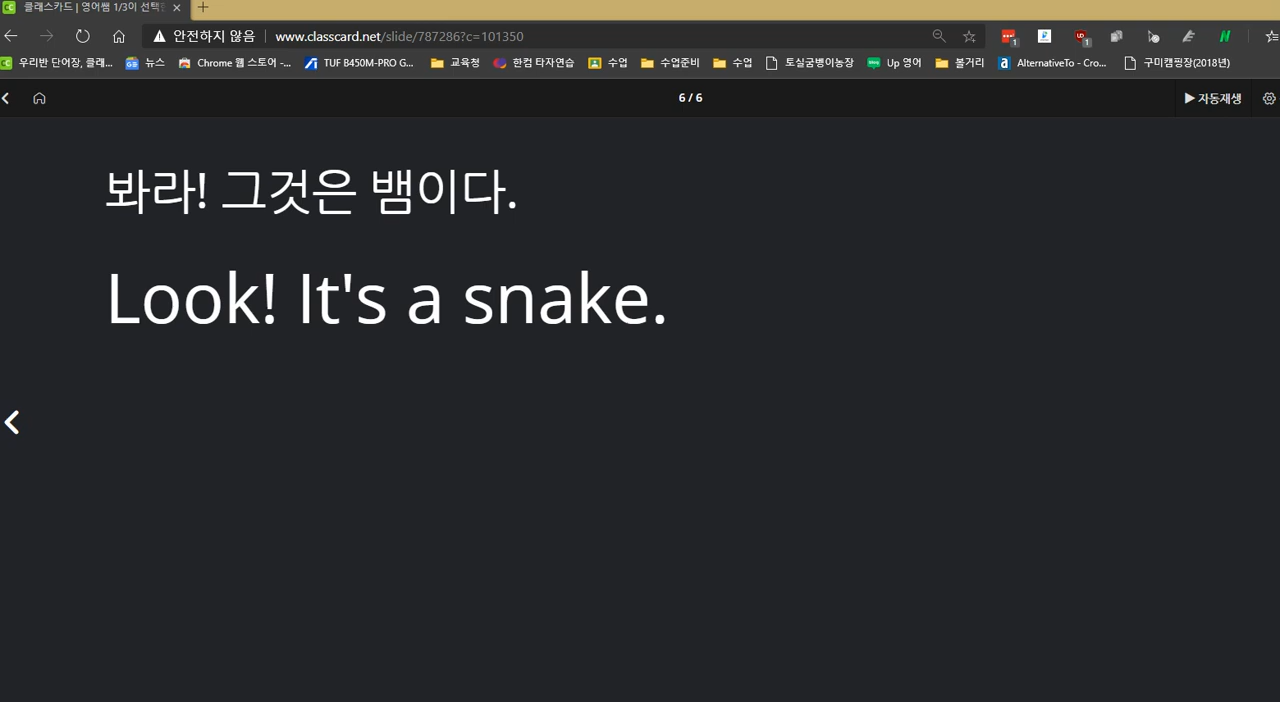 클래스카드 | 영어쌤 1/3이 선택
안전하지 않음 www.classcard.net/slide/787286?c=101350
우리반 단어장, 클래... 뉴스 Chrome 웹 스토어 -... TUF B450M-PRO G... 교육청 한컴 타자연습 수업 수업준비 수업 토실굼벵이농장 Up 영어 볼거리 AlternativeTo - Cro... 구미캠핑장(2018년)
6 / 6 자동재생
봐라! 그것은 뱀이다.
Look! It's a snake.